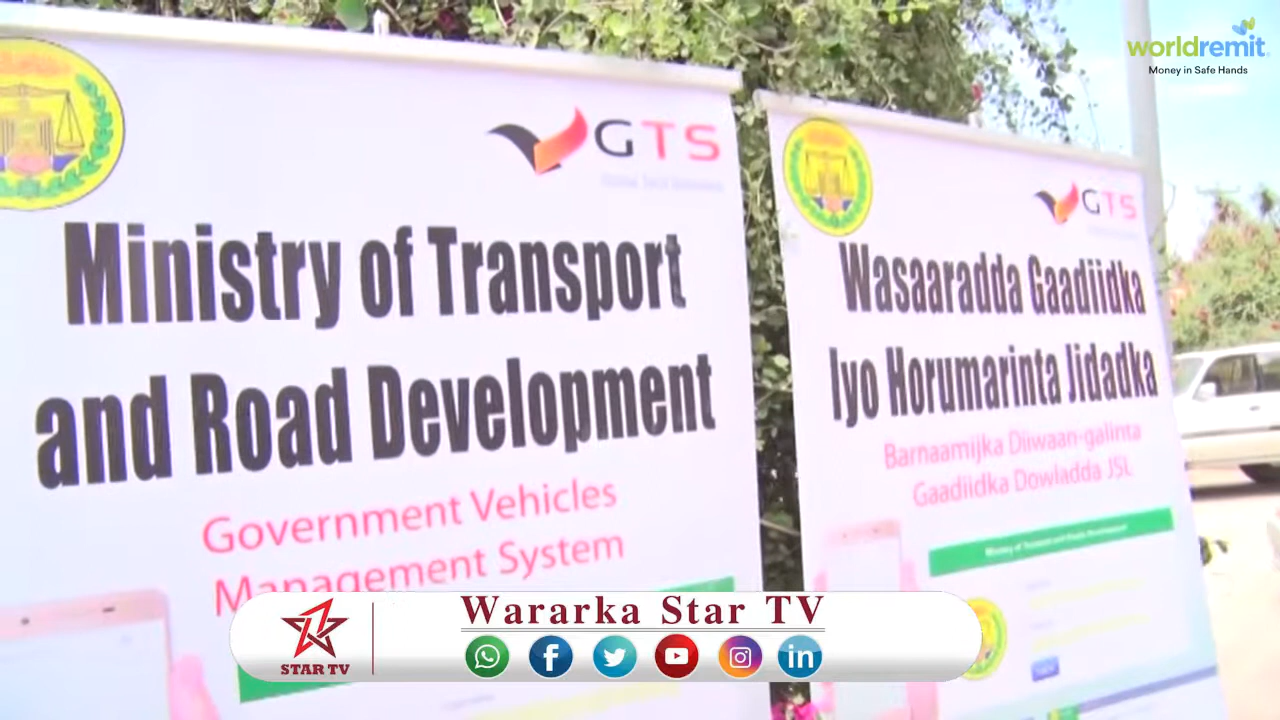 worldremit
Money in Safe Hands
GTS
Ministry of Transport
and Road Development
Government Vehicles
Management System
GTS
Wasaaradda Gaadiidka
Iyo Horumarinta Jidadka
Barnaamijka Diiwaan-galinta
Gaadiidka Dowladda JSL
Ministry of Transport and Roads Development
STAR TV
Wararka Star TV